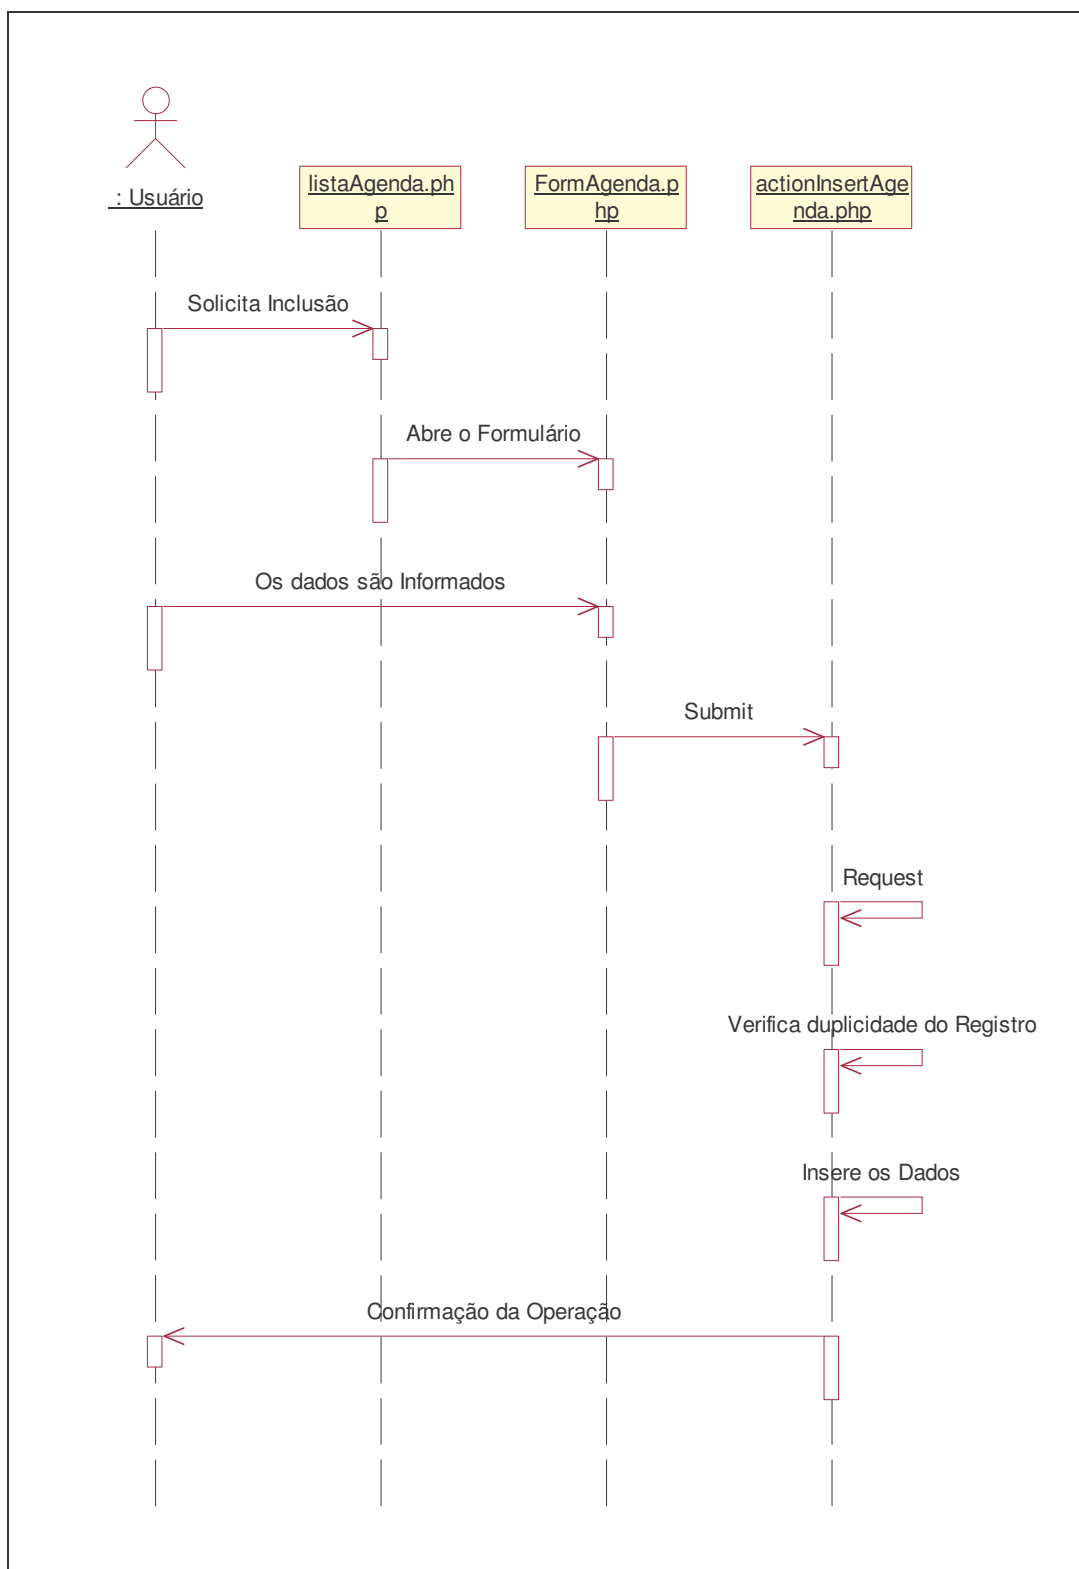 : Usuário
listaAgenda.ph
p
FormAgenda.p
hp
actionInsertAge
nda.php
Solicita Inclusão
Abre o Formulário
Os dados são Informados
Submit
Request
Verifica duplicidade do Registro
Insere os Dados
Confirmação da Operação